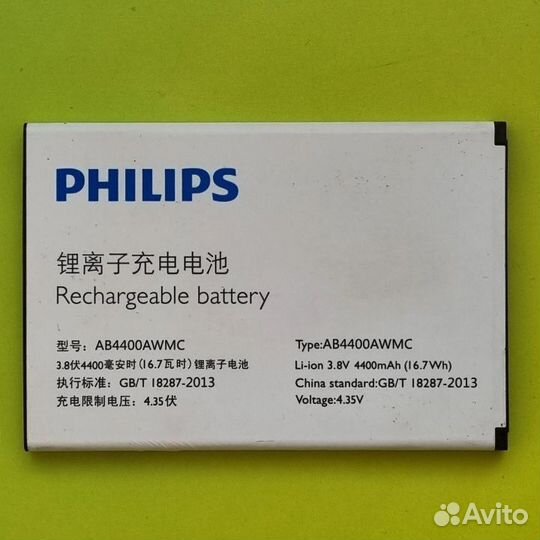 PHILIPS
锂离子充电电池
Rechargeable battery
型号: AB4400AWMC
3.8伏4400毫安时(16.7瓦时)锂离子电池
执行标准: GB/T 18287-2013
充电限制电压: 4.35伏
Type:AB4400AWMC
Li-ion 3.8V 4400mAh (16.7Wh)
China standard:GB/T 18287-2013
Voltage:4.35V
Avito